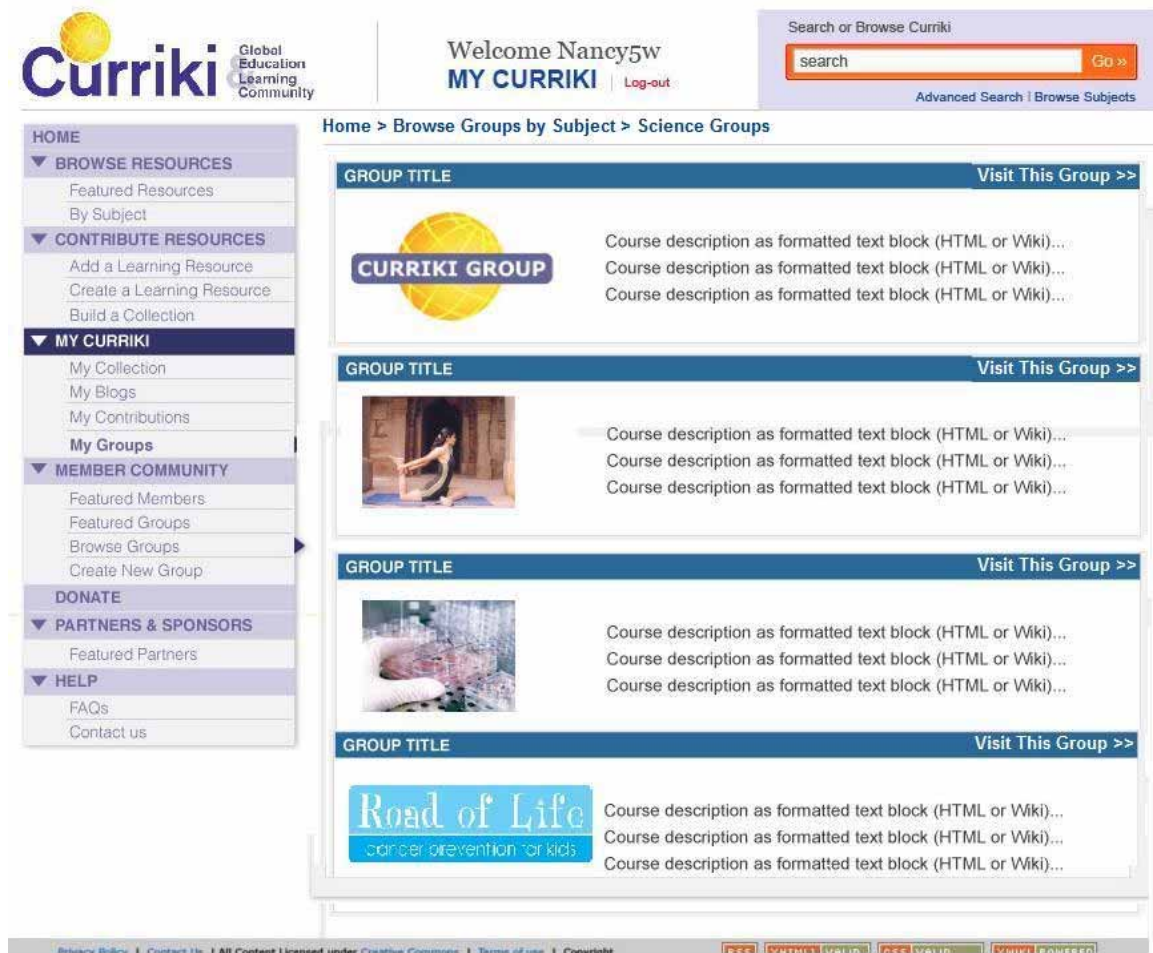 Curriki
Global
Education
&
Learning
Community
Welcome Nancy5w
MY CURRIKI | Log-out
Search or Browse Curriki
search Go »
Advanced Search | Browse Subjects
Home > Browse Groups by Subject > Science Groups
HOME
BROWSE RESOURCES
Featured Resources
By Subject
CONTRIBUTE RESOURCES
Add a Learning Resource
Create a Learning Resource
Build a Collection
MY CURRIKI
My Collection
My Blogs
My Contributions
My Groups
MEMBER COMMUNITY
Featured Members
Featured Groups
Browse Groups
Create New Group
DONATE
PARTNERS & SPONSORS
Featured Partners
HELP
FAQs
Contact us
GROUP TITLE Visit This Group >>
CURRIKI GROUP
Course description as formatted text block (HTML or Wiki)...
Course description as formatted text block (HTML or Wiki)...
Course description as formatted text block (HTML or Wiki)...
GROUP TITLE Visit This Group >>
Course description as formatted text block (HTML or Wiki)...
Course description as formatted text block (HTML or Wiki)...
Course description as formatted text block (HTML or Wiki)...
GROUP TITLE Visit This Group >>
Course description as formatted text block (HTML or Wiki)...
Course description as formatted text block (HTML or Wiki)...
Course description as formatted text block (HTML or Wiki)...
GROUP TITLE Visit This Group >>
Road of Life
cancer prevention for kids
Course description as formatted text block (HTML or Wiki)...
Course description as formatted text block (HTML or Wiki)...
Course description as formatted text block (HTML or Wiki)...
Privacy Policy | Contact Us | All Content Licensed under Creative Commons | Terms of use | Copyright
RSS XHTML VALID CSS VALID XWIKI POWERED